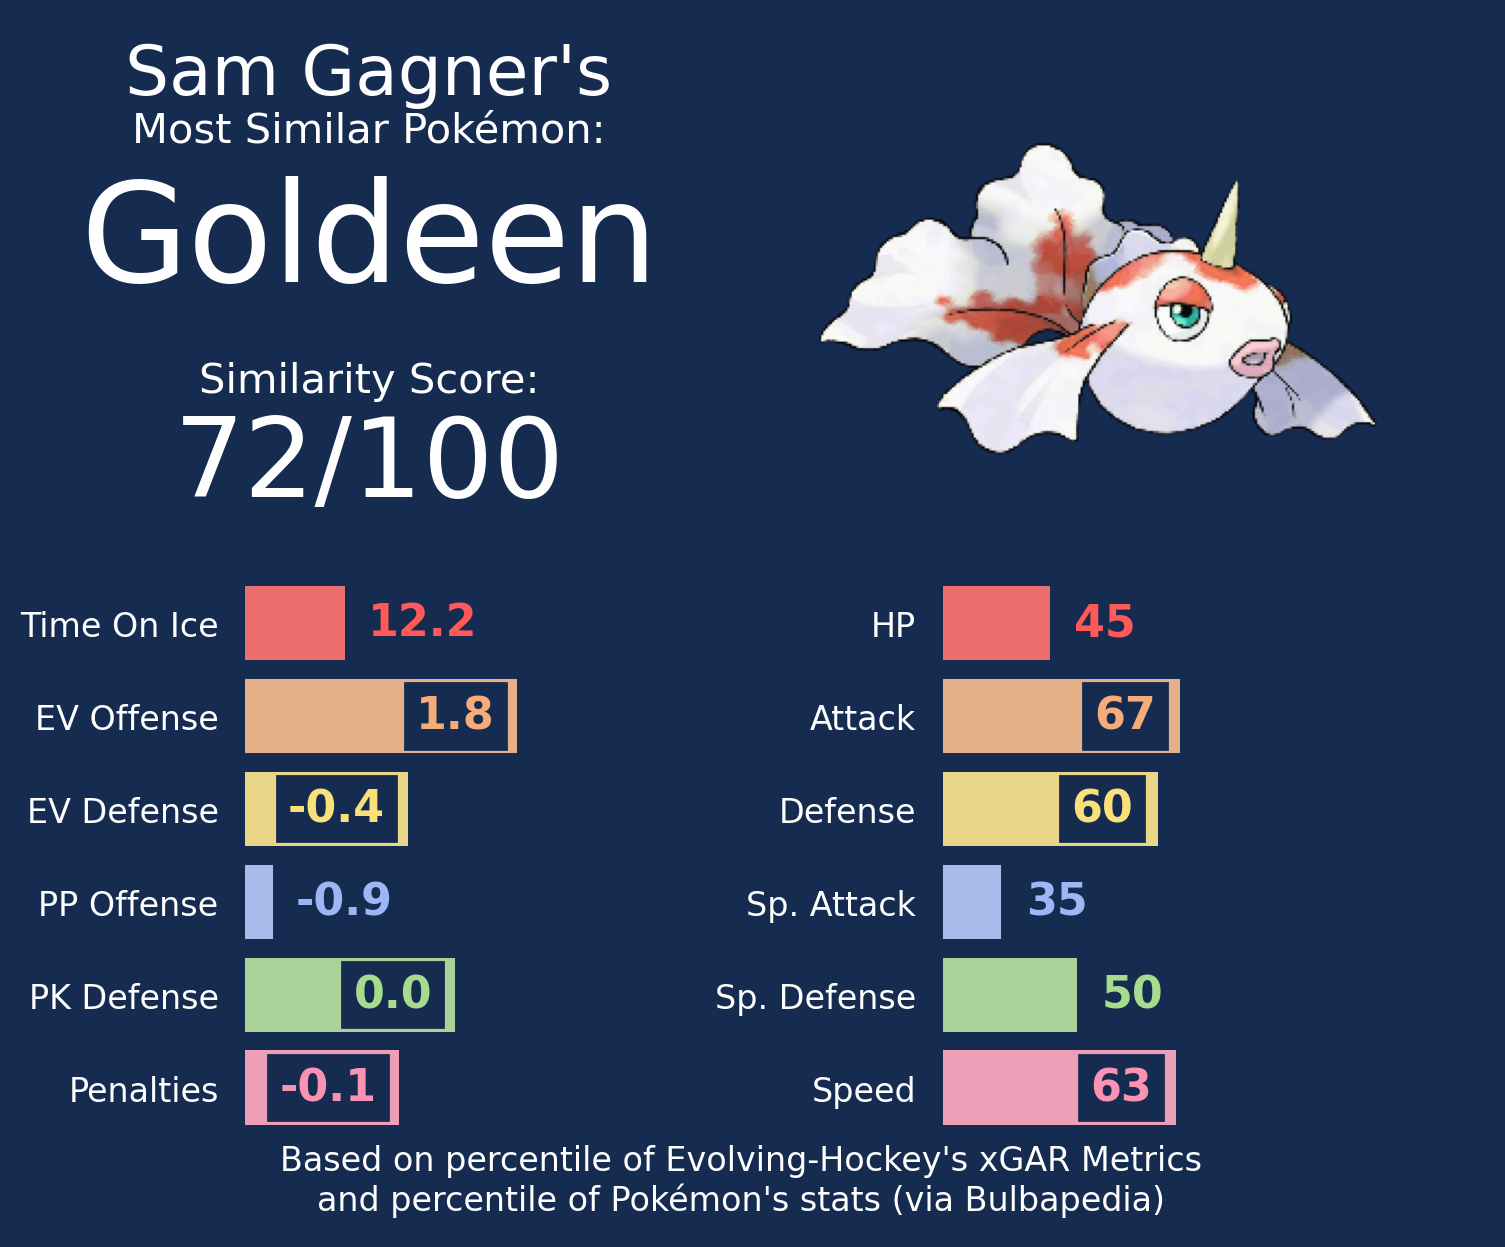 Sam Gagner's
Most Similar Pokémon:
Goldeen
Similarity Score:
72/100
Time On Ice 12.2
EV Offense 1.8
EV Defense -0.4
PP Offense -0.9
PK Defense 0.0
Penalties -0.1
HP 45
Attack 67
Defense 60
Sp. Attack 35
Sp. Defense 50
Speed 63
Based on percentile of Evolving-Hockey's xGAR Metrics
and percentile of Pokémon's stats (via Bulbapedia)